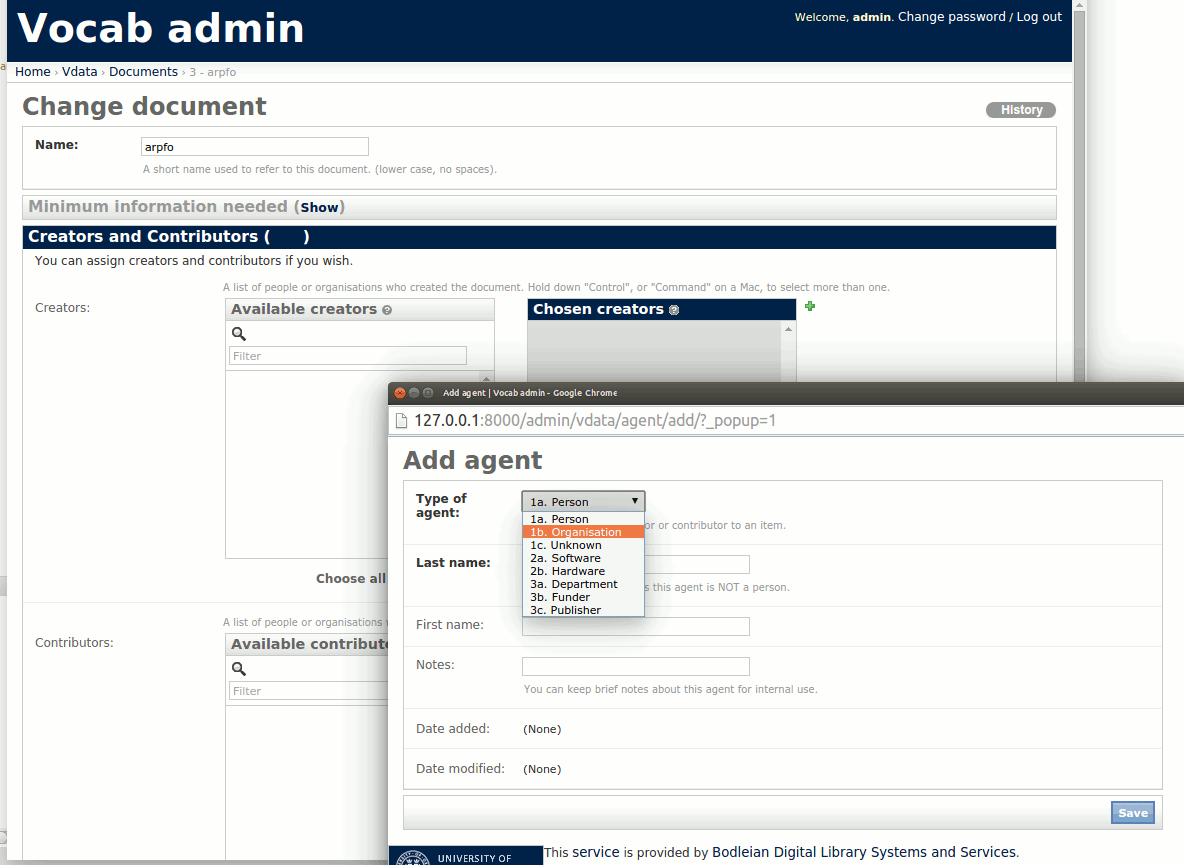 Vocab admin
Welcome, admin. Change password / Log out
Home › Vdata › Documents › 3 - arpfo
Change document
History
Name:
arpfo
A short name used to refer to this document. (lower case, no spaces).
Minimum information needed (Show)
Creators and Contributors ( )
You can assign creators and contributors if you wish.
A list of people or organisations who created the document. Hold down "Control", or "Command" on a Mac, to select more than one.
Creators:
Available creators ?
Chosen creators ?
Filter
Choose all
A list of people or organisations
Contributors:
Available contribut
Filter
Add agent | Vocab admin - Google Chrome
127.0.0.1:8000/admin/vdata/agent/add/?_popup=1
Add agent
Type of
agent:
1a. Person
1a. Person
1b. Organisation
1c. Unknown
2a. Software
2b. Hardware
3a. Department
3b. Funder
3c. Publisher
or or contributor to an item.
Last name:
s this agent is NOT a person.
First name:
Notes:
You can keep brief notes about this agent for internal use.
Date added:
(None)
Date modified:
(None)
Save
UNIVERSITY OF
This service is provided by Bodleian Digital Library Systems and Services.